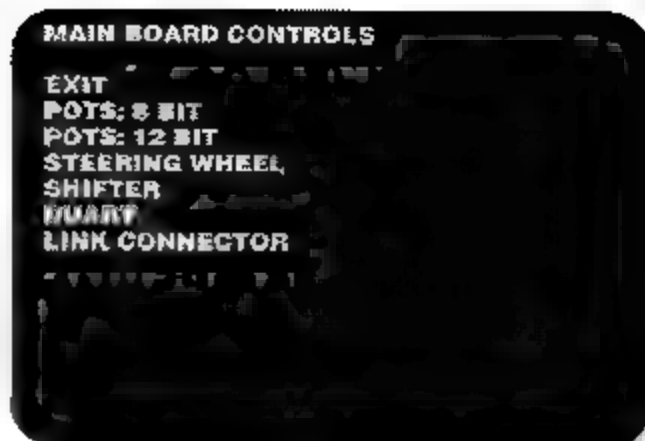 MAIN BOARD CONTROLS
EXIT
POTS: 8 BIT
POTS: 12 BIT
STEERING WHEEL
SHIFTER
DUART
LINK CONNECTOR